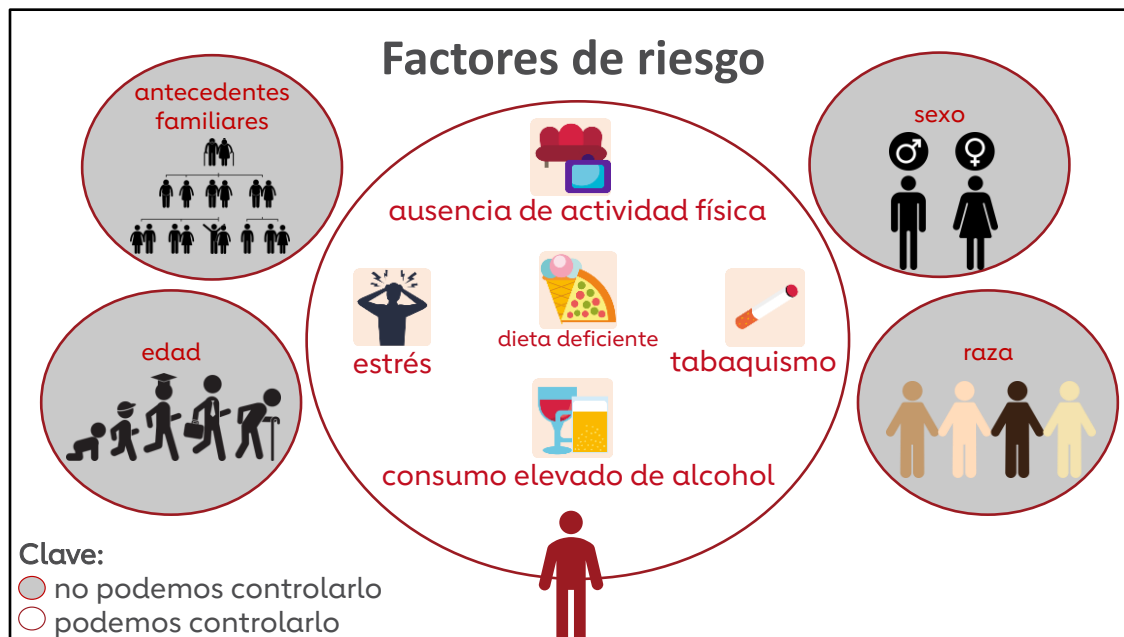 Factores de riesgo
antecedentes
familiares
sexo
ausencia de actividad física
estrés
dieta deficiente
tabaquismo
edad
raza
consumo elevado de alcohol
Clave:
no podemos controlarlo
podemos controlarlo